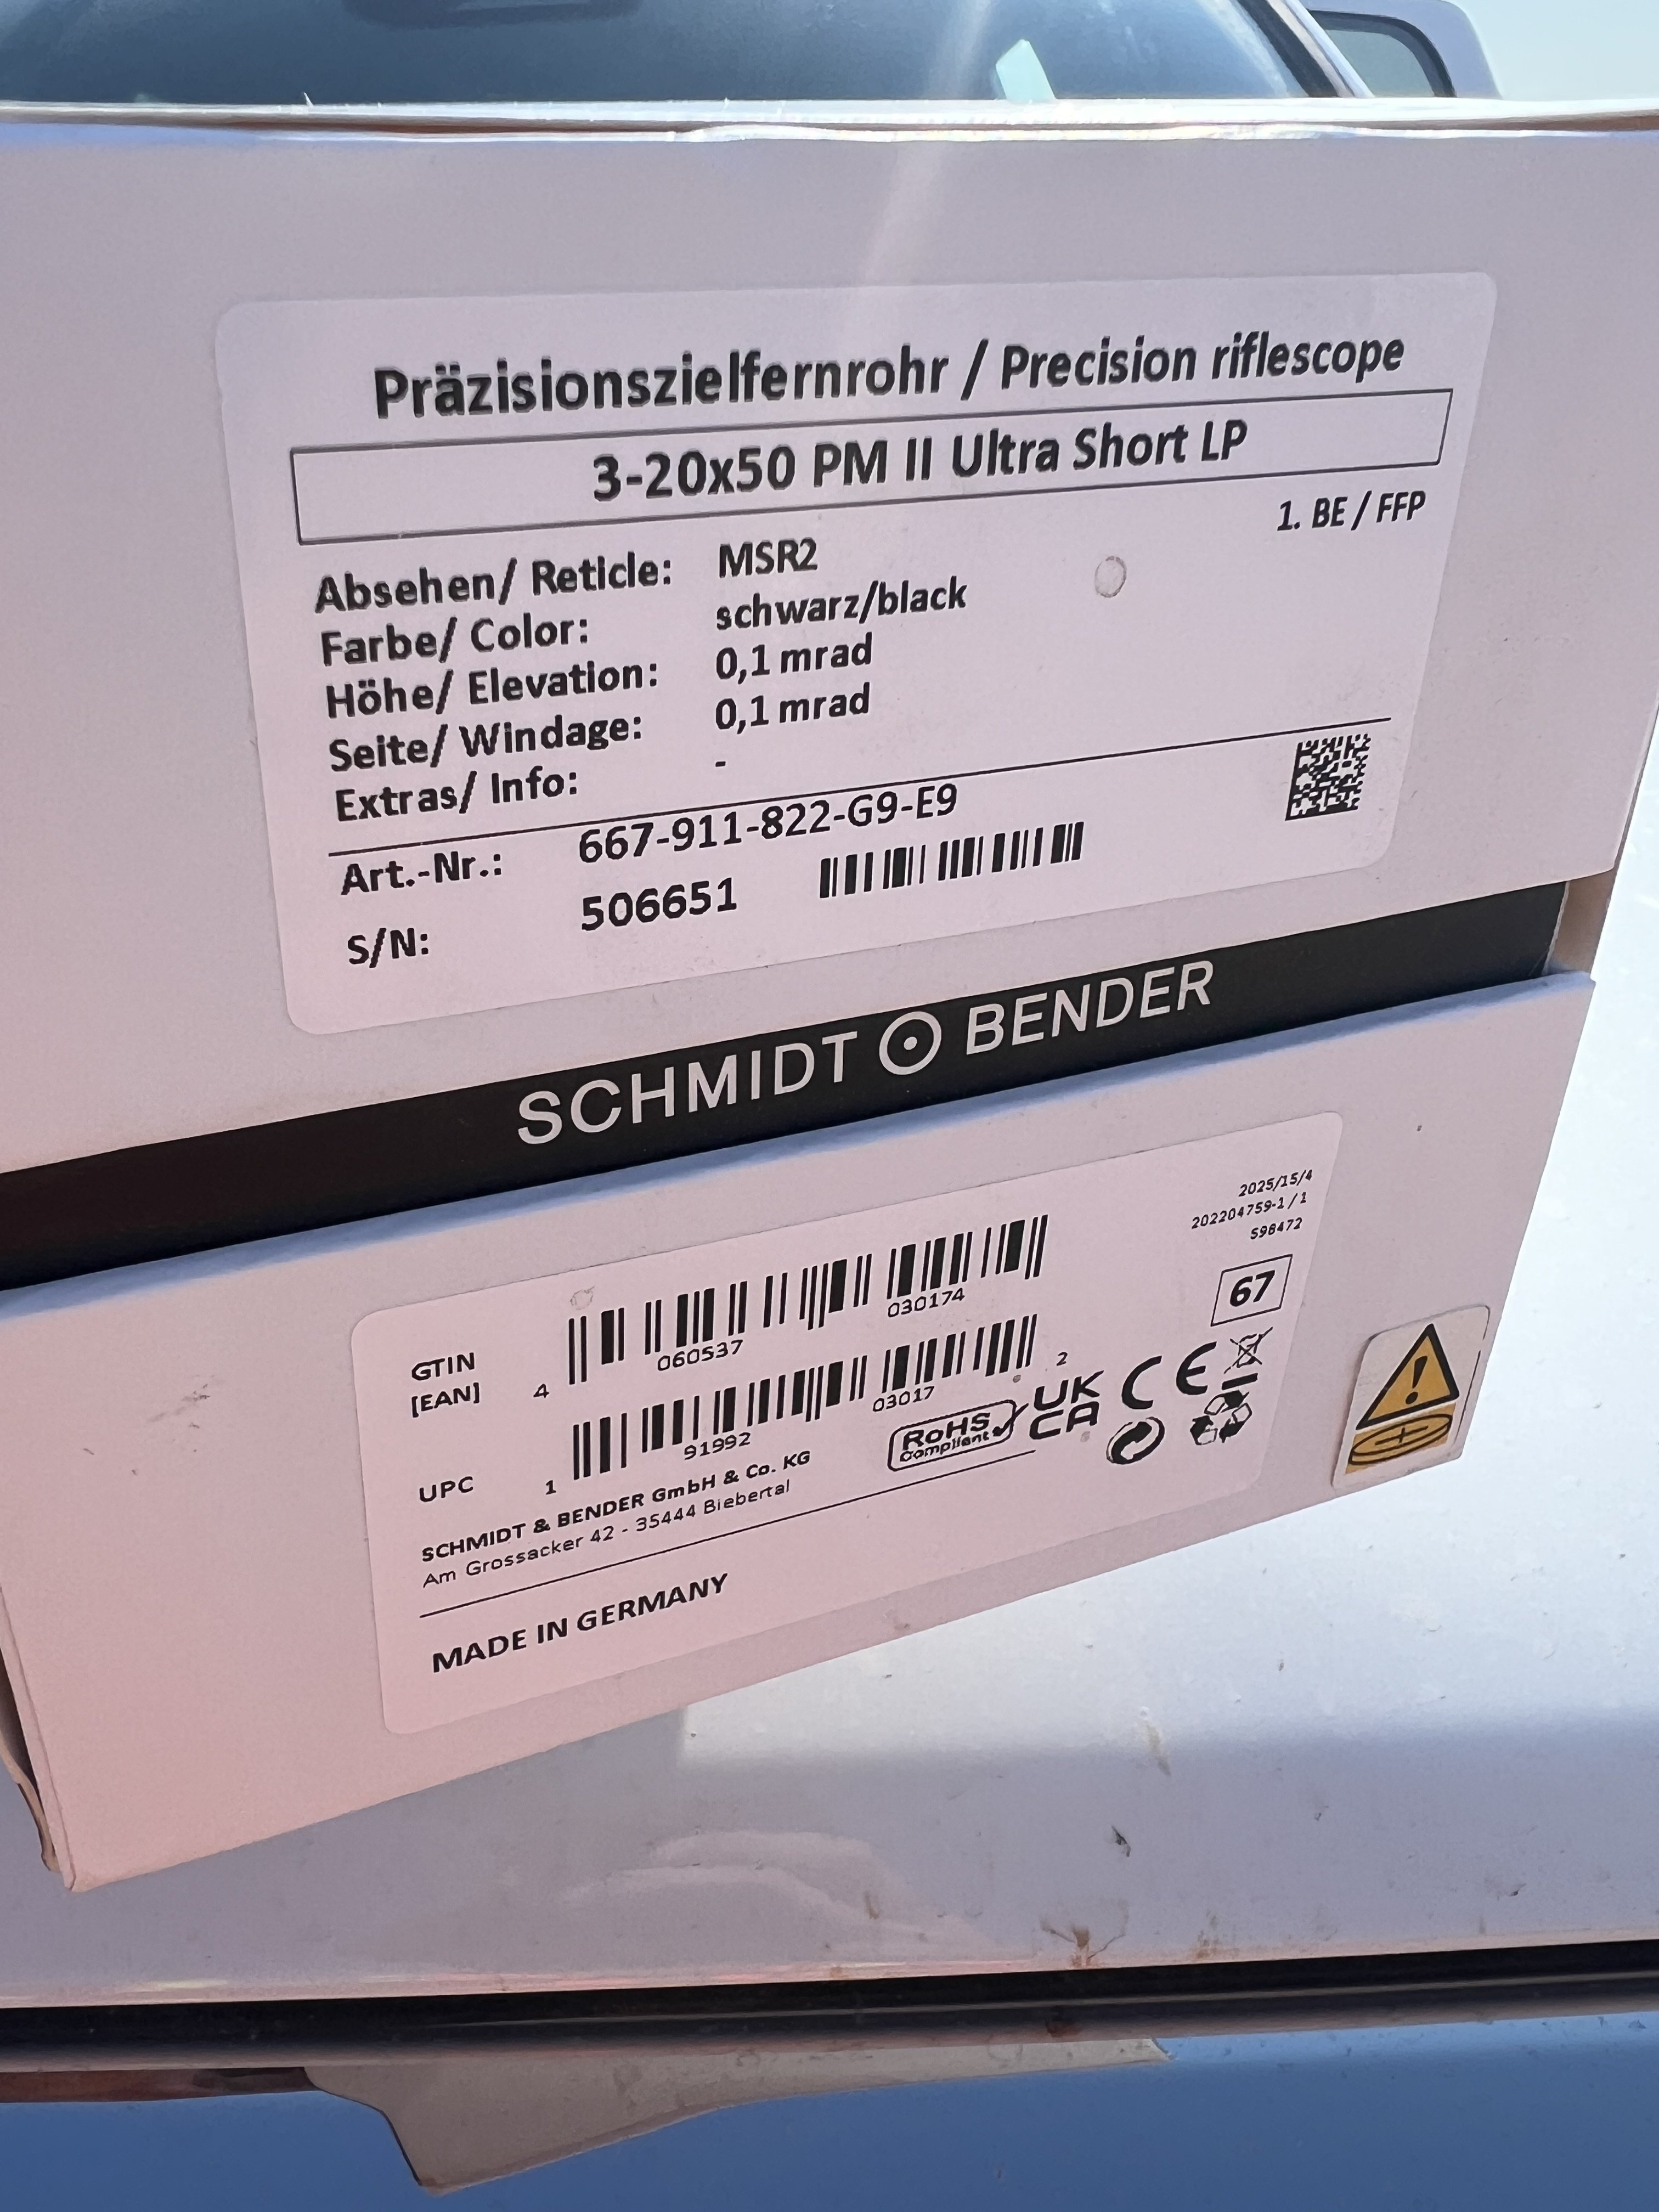 Präzisionszielfernrohr / Precision riflescope
3-20x50 PM II Ultra Short LP
1. BE / FFP
Absehen/ Reticle: MSR2
Farbe/ Color: schwarz/black
Höhe/ Elevation: 0,1 mrad
Seite/ Windage: 0,1 mrad
Extras/ Info: -
Art.-Nr.: 667-911-822-G9-E9
S/N: 506651
SCHMIDT BENDER
2025/15/4
202204759-1 / 1
598472
67
GTIN
[EAN]
4 060537 030174
UPC
1 91992 03017 2
RoHS
Compliant
UK
CA
CE
SCHMIDT & BENDER GmbH & Co. KG
Am Grossacker 42 - 35444 Biebertal
MADE IN GERMANY